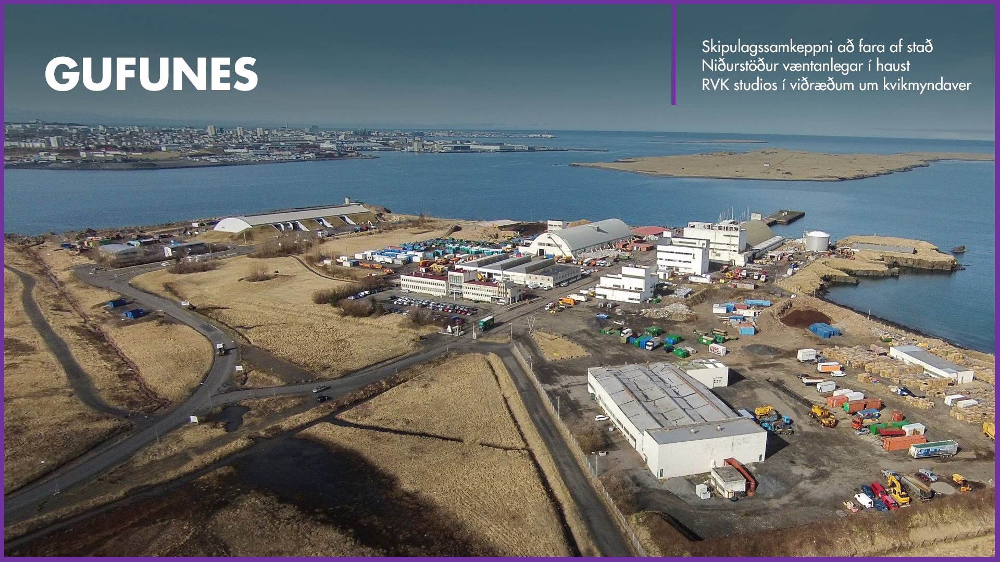 GUFUNES
Skipulagssamkeppni að fara af stað
Niðurstöður væntanlegar í haust
RVK studios í viðræðum um kvikmyndaver